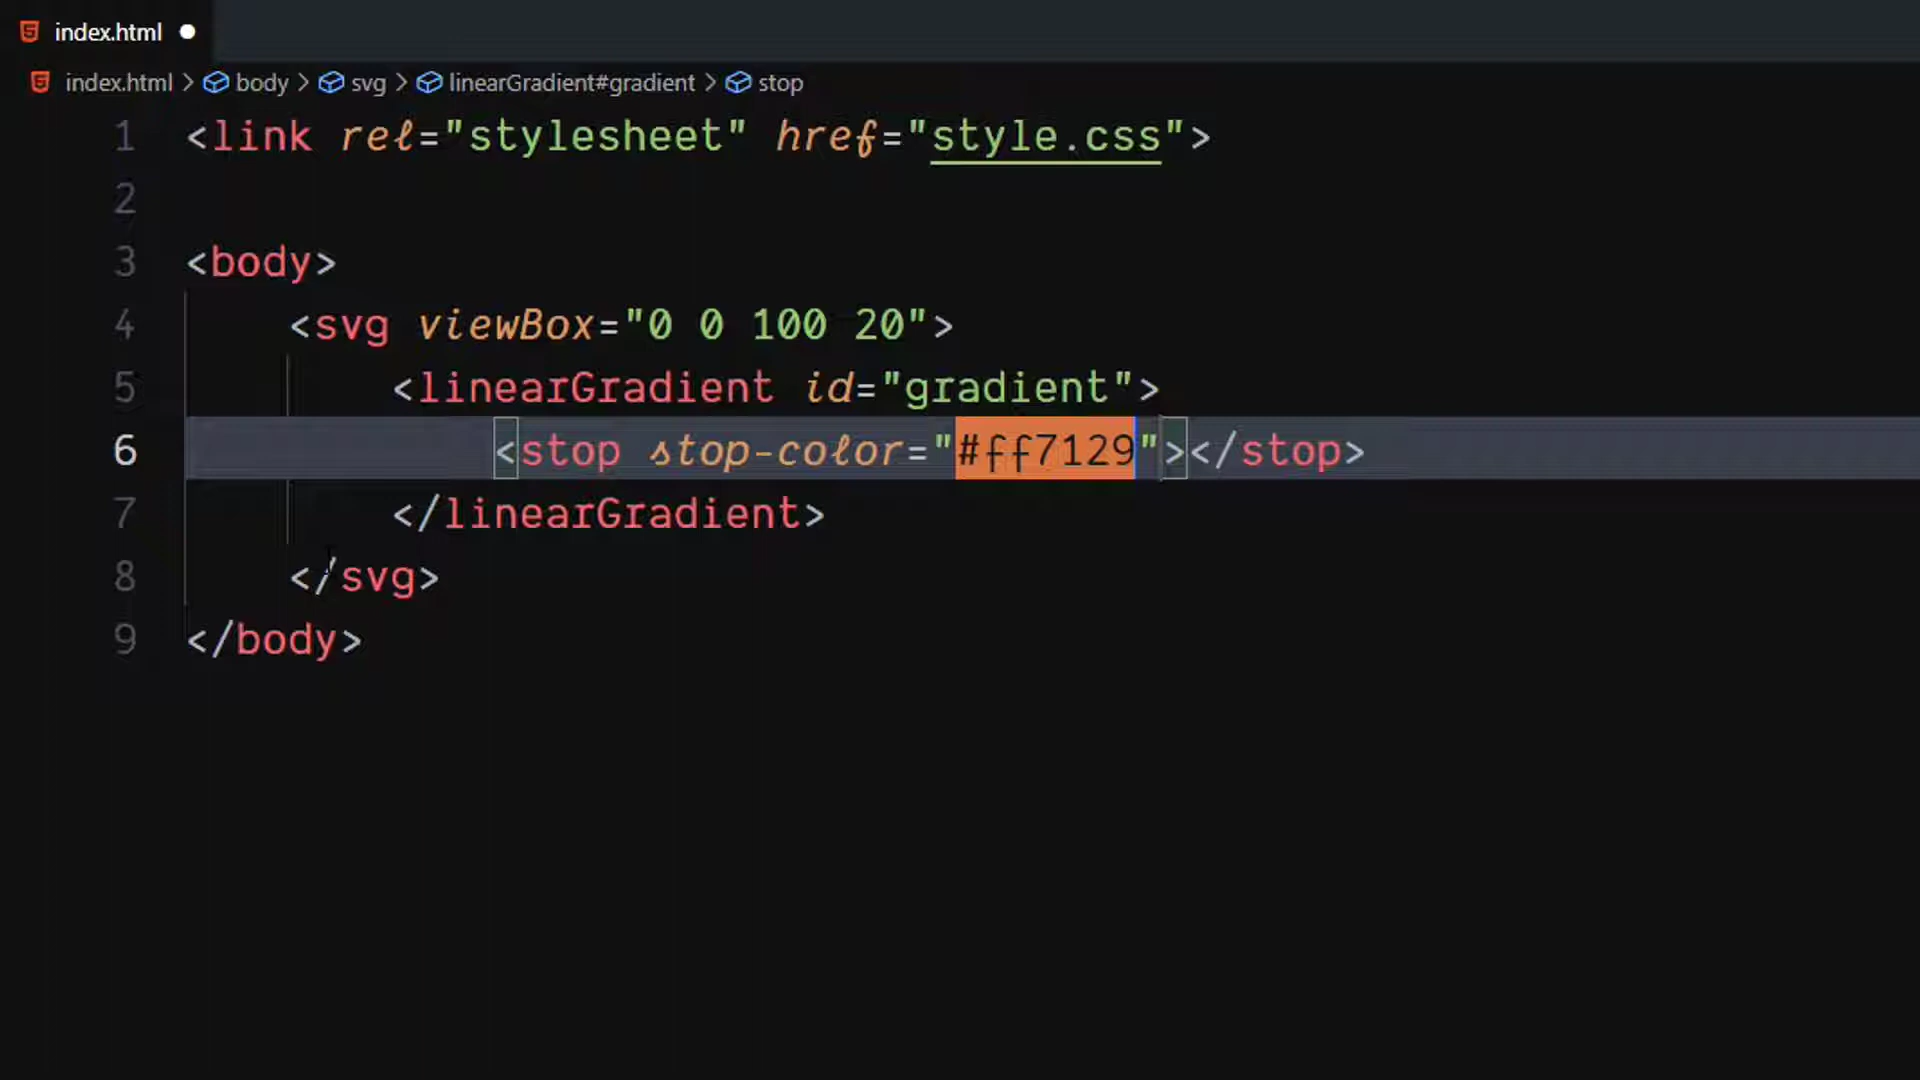 index.html
index.html > body > svg > linearGradient#gradient > stop
1 <link rel="stylesheet" href="style.css">
2
3 <body>
4 <svg viewBox="0 0 100 20">
5 <linearGradient id="gradient">
6 <stop stop-color="#ff7129"></stop>
7 </linearGradient>
8 </svg>
9 </body>